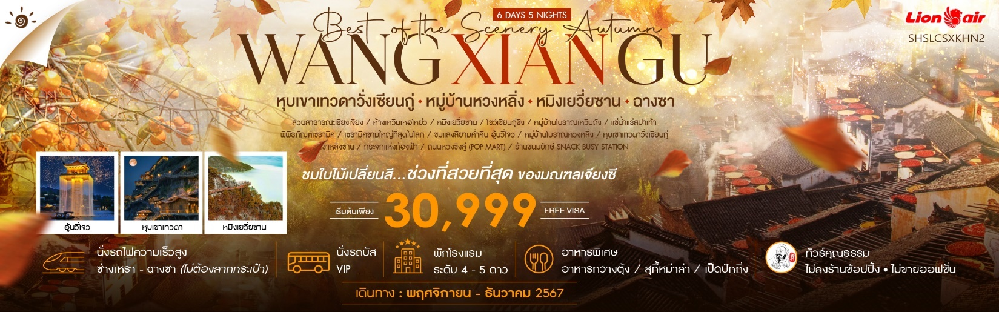 6 DAYS 5 NIGHTS
Best of the Scenery Autumn
Lion air
SHSLCSXKHN2
WANG XIAN GU
หุบเขาเทวดาวั่งเซียนกู่ • หมู่บ้านหวงหลิ่ง • หมิงเยวี่ยซาน • ฉางซา
สวนสาธารณะเซียงเจียง / ห้างเหวินเหอโหย่ว / หมิงเยวี่ยซาน / โชว์เซียนกู่ชิง / หมู่บ้านโบราณเหวินถัง / แช่น้ำแร่สปาเท้า
พิพิธภัณฑ์เซรามิค / เซรามิคชามใหญ่ที่สุดในโลก / ชมแสงสียามค่ำคืน อู้นวี่โจว / หมู่บ้านโบราณหวงหลิ่ง / หุบเขาเทวดาวั่งเซียนกู่
เขาหลิงซาน / กระจกแห่งท้องฟ้า / ถนนหวงซิงลู่ (POP MART) / ร้านขนมยักษ์ SNACK BUSY STATION
ชมใบไม้เปลี่ยนสี...ช่วงที่สวยที่สุด ของมณฑลเจียงซี
เริ่มต้นเพียง 30,999 FREE VISA
อู้นวี่โจว
หุบเขาเทวดา
หมิงเยวี่ยซาน
นั่งรถไฟความเร็วสูง
ซ่างเหรา - ฉางซา (ไม่ต้องลากกระเป๋า)
นั่งรถบัส
VIP
พักโรงแรม
ระดับ 4 - 5 ดาว
อาหารพิเศษ
อาหารกวางตุ้ง / สุกี้หม่าล่า / เป็ดปักกิ่ง
ทัวร์คุณธรรม
ไม่ลงร้านช้อปปิ้ง • ไม่ขายออฟชั่น
เดินทาง : พฤศจิกายน - ธันวาคม 2567